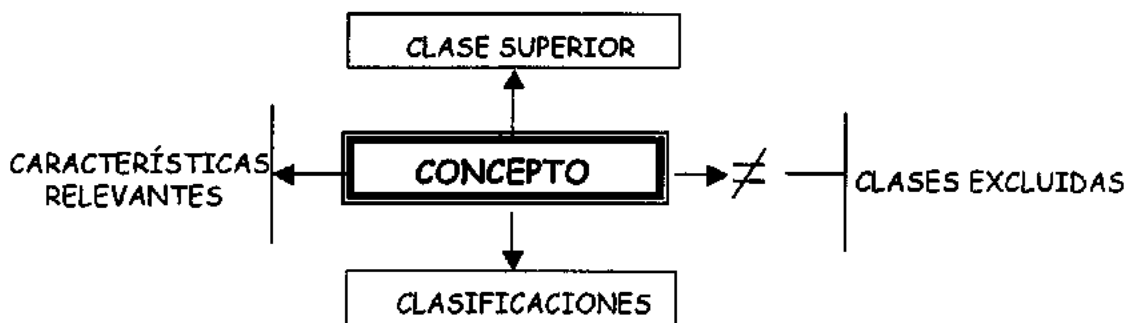 CLASE SUPERIOR
CARACTERÍSTICAS
RELEVANTES
CONCEPTO
≠
CLASES EXCLUIDAS
CLASIFICACIONES